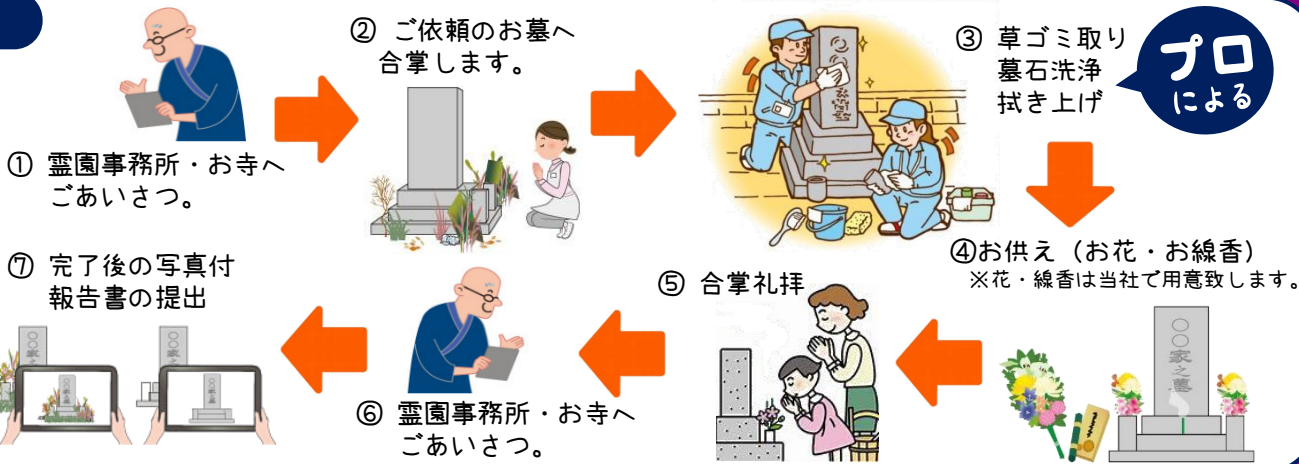 ① 霊園事務所・お寺へ
ごあいさつ。
② ご依頼のお墓へ
合掌します。
③ 草ゴミ取り
墓石洗浄
拭き上げ
プロ
による
④お供え（お花・お線香）
※花・線香は当社で用意致します。
○○家之墓
⑤ 合掌礼拝
⑥ 霊園事務所・お寺へ
ごあいさつ。
⑦ 完了後の写真付
報告書の提出